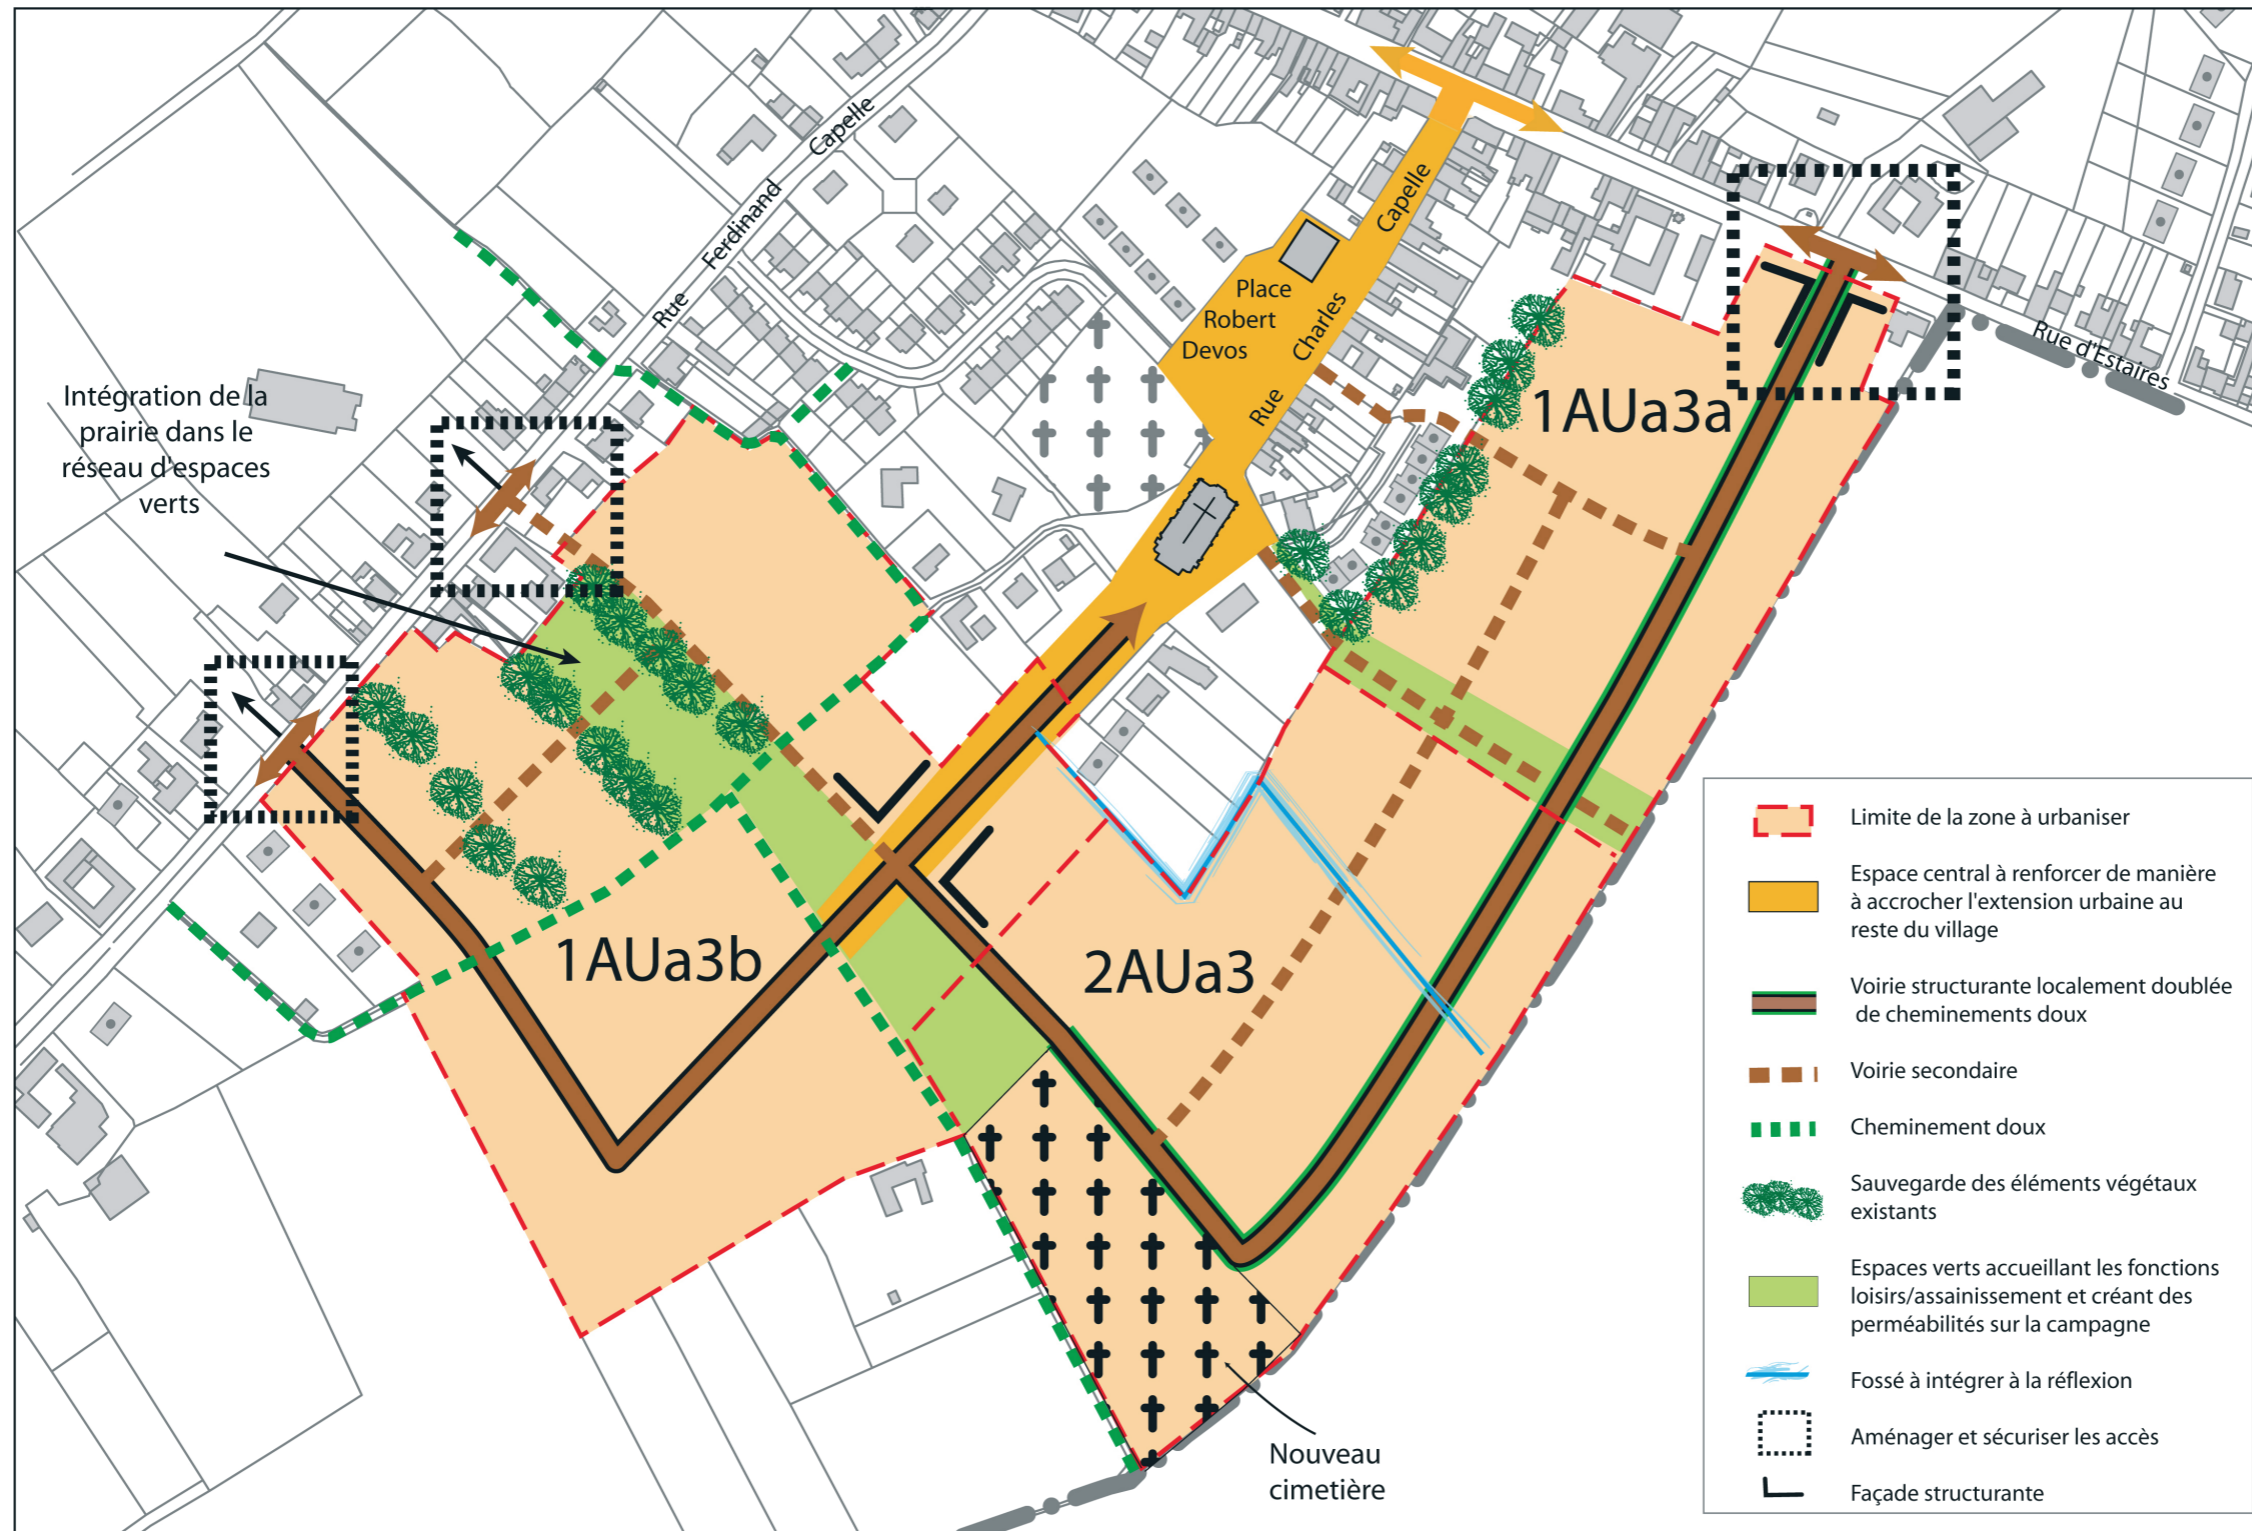 Rue Ferdinand Capelle
Intégration de la
prairie dans le
réseau d'espaces
verts
Place
Robert
Devos
Rue Charles Capelle
1AUa3a
Rue d'Estaires
1AUa3b
2AUa3
Nouveau
cimetière
Limite de la zone à urbaniser
Espace central à renforcer de manière
à accrocher l'extension urbaine au
reste du village
Voirie structurante localement doublée
de cheminements doux
Voirie secondaire
Cheminement doux
Sauvegarde des éléments végétaux
existants
Espaces verts accueillant les fonctions
loisirs/assainissement et créant des
perméabilités sur la campagne
Fossé à intégrer à la réflexion
Aménager et sécuriser les accès
Façade structurante